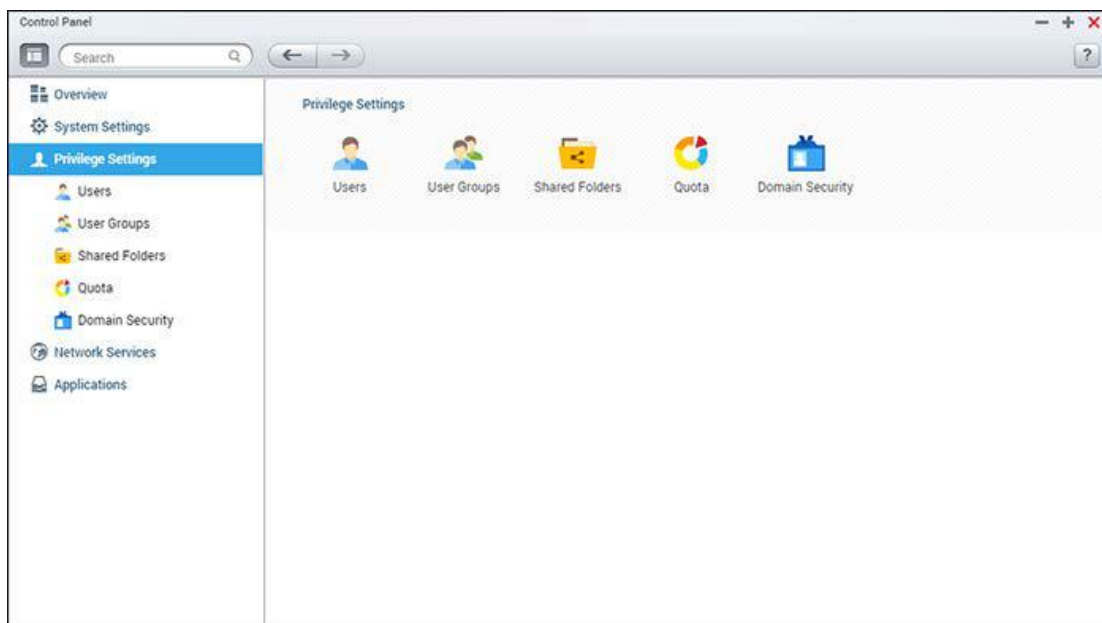 Control Panel
Search
?
Overview
System Settings
Privilege Settings
Users
User Groups
Shared Folders
Quota
Domain Security
Network Services
Applications
Privilege Settings
Users User Groups Shared Folders Quota Domain Security